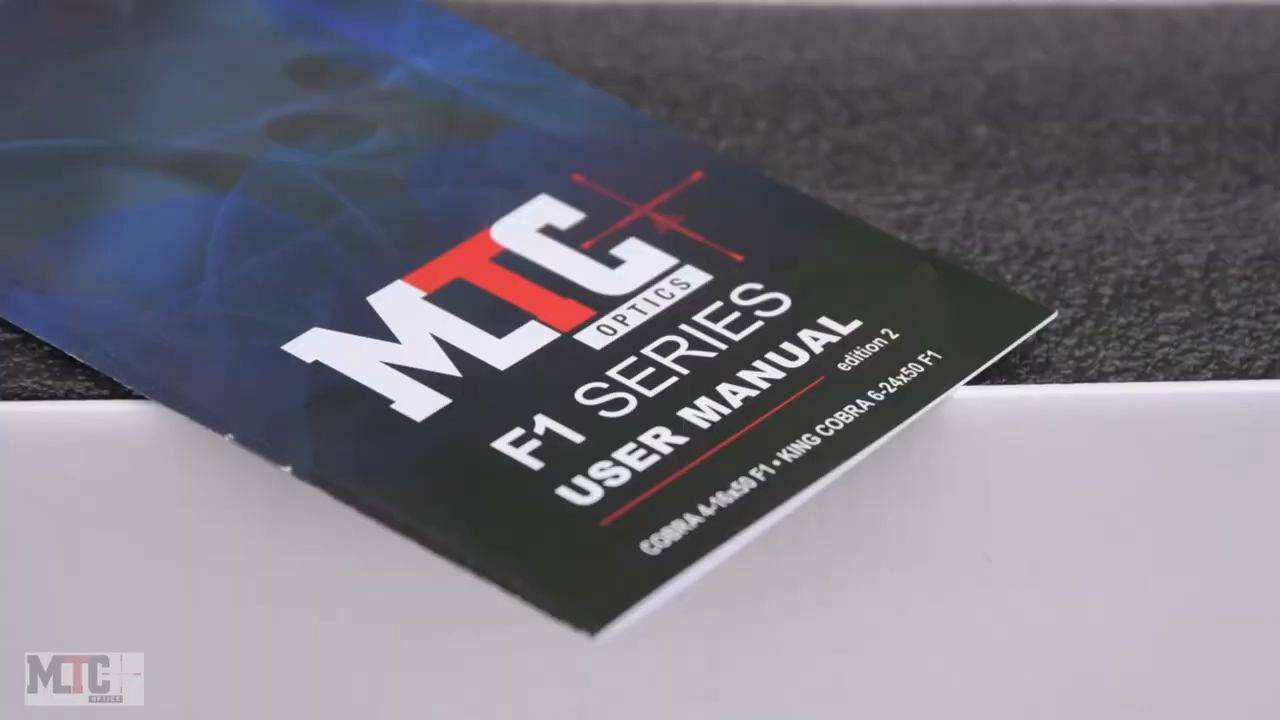 MTC
OPTICS
F1 SERIES
USER MANUAL
edition 2
COBRA 4-16x50 F1 • KING COBRA 6-24x50 F1
MTC
OPTICS